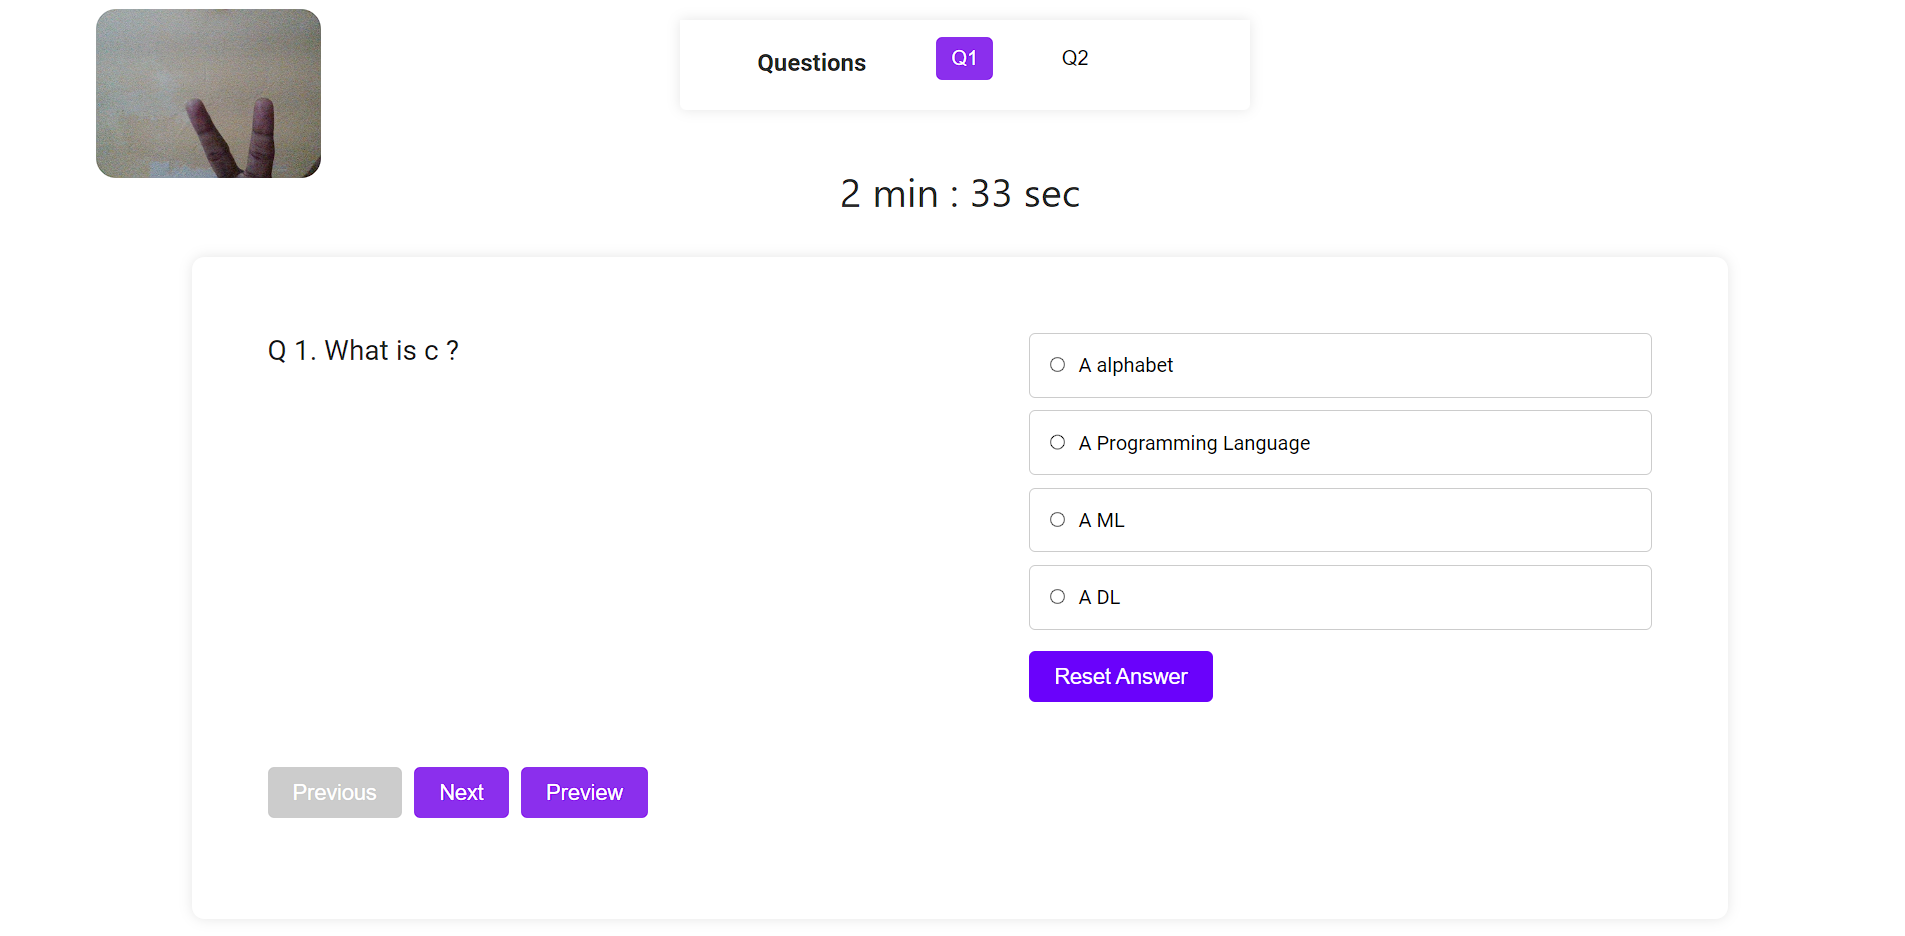 Questions Q1 Q2
2 min : 33 sec
Q 1. What is c ?
A alphabet
A Programming Language
A ML
A DL
Reset Answer
Previous Next Preview